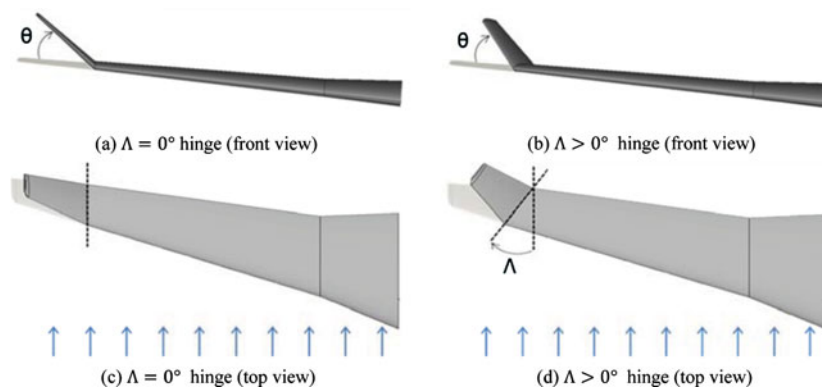 θ
θ
(a) Λ = 0° hinge (front view)
(b) Λ > 0° hinge (front view)
Λ
(c) Λ = 0° hinge (top view)
(d) Λ > 0° hinge (top view)